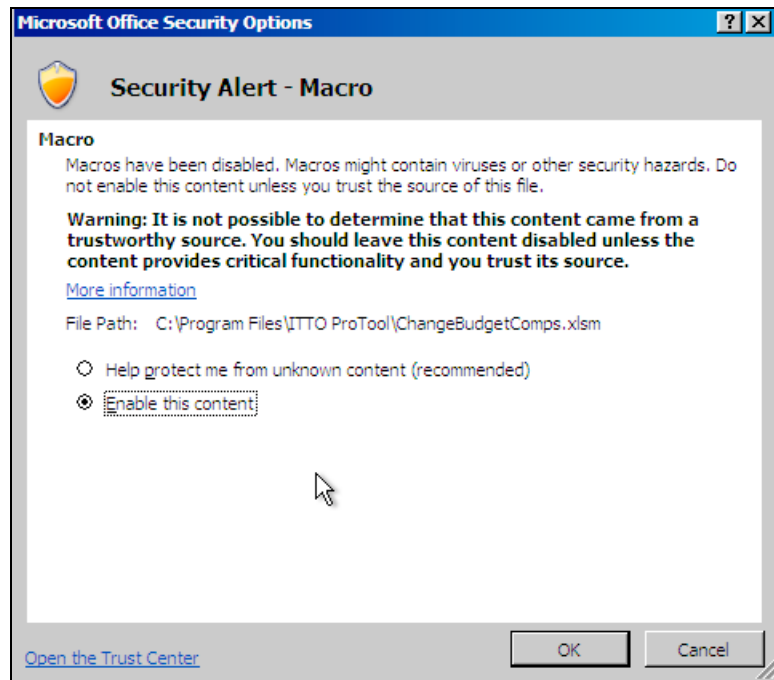 Microsoft Office Security Options
Security Alert - Macro
Macro
Macros have been disabled. Macros might contain viruses or other security hazards. Do
not enable this content unless you trust the source of this file.
Warning: It is not possible to determine that this content came from a
trustworthy source. You should leave this content disabled unless the
content provides critical functionality and you trust its source.
More information
File Path: C:\Program Files\ITTO ProTool\ChangeBudgetComps.xlsm
Help protect me from unknown content (recommended)
Enable this content
Open the Trust Center
OK
Cancel